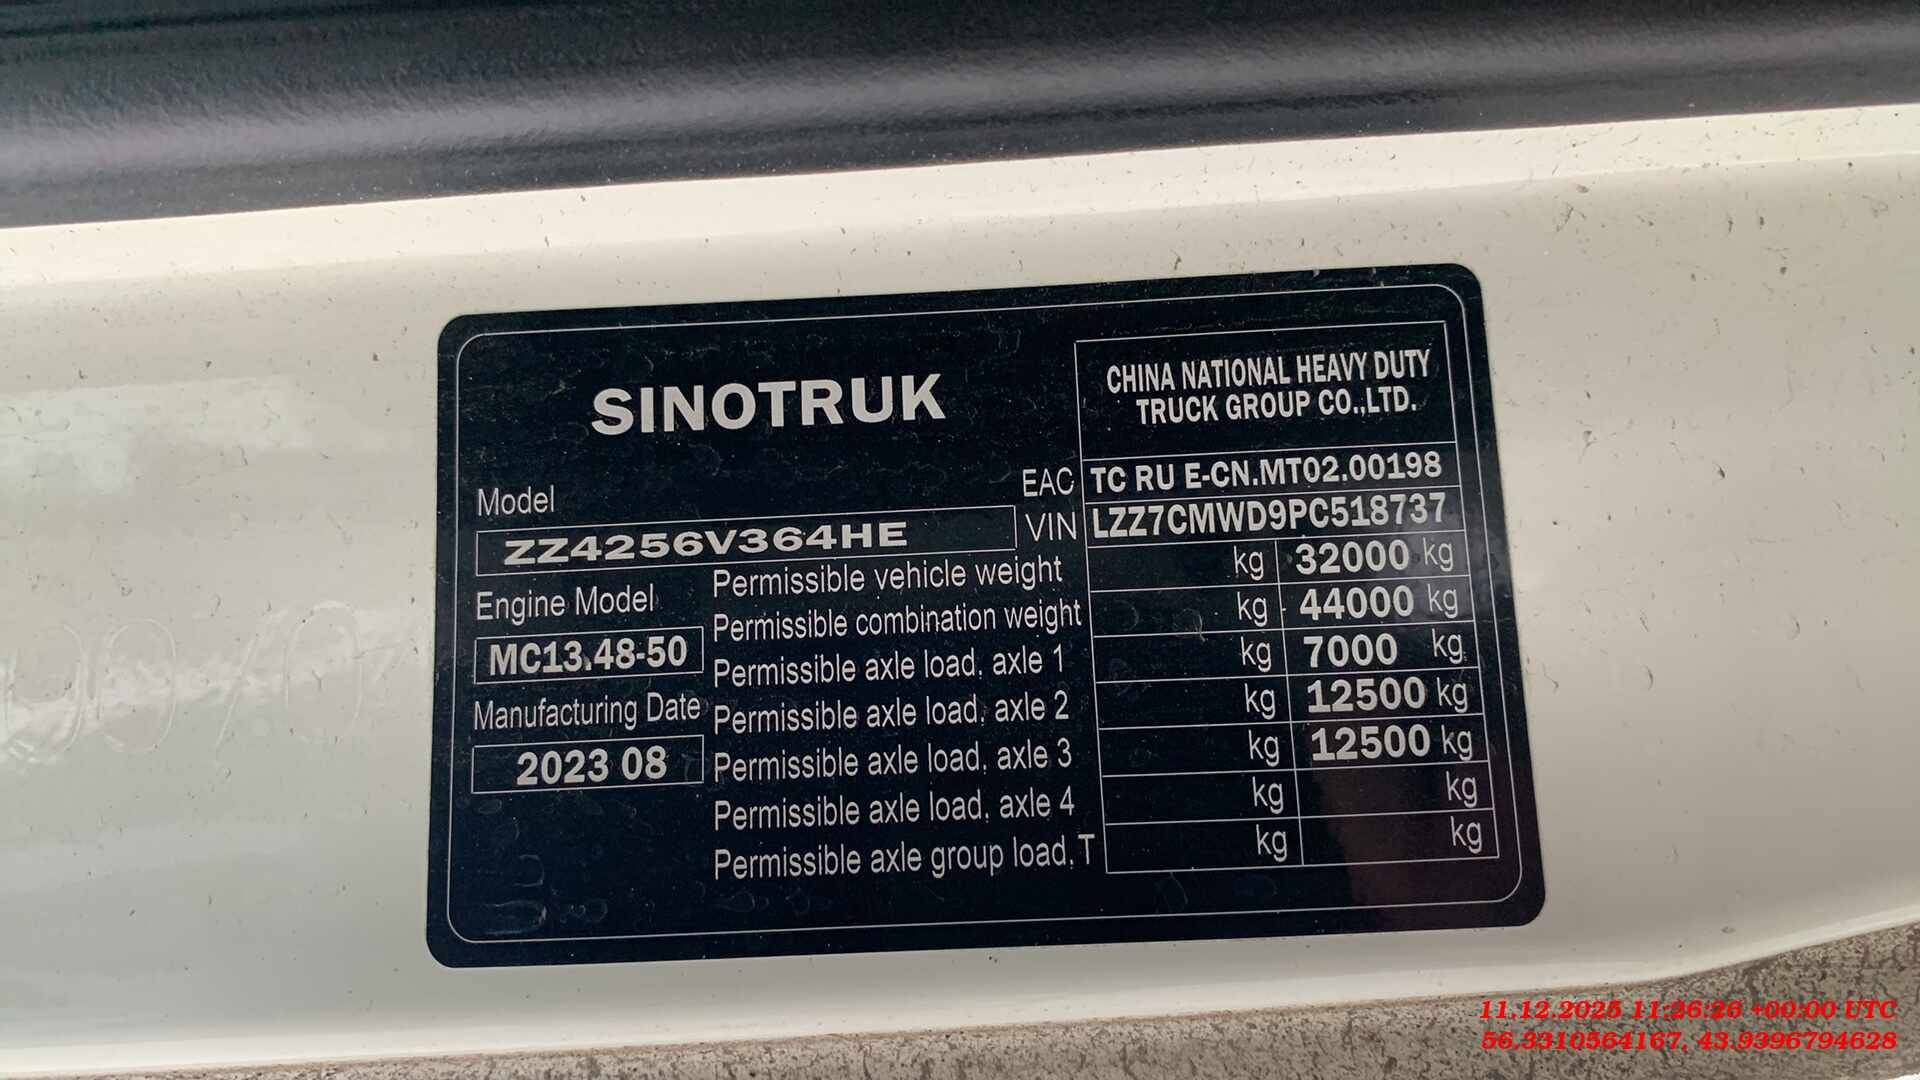 SINOTRUK
CHINA NATIONAL HEAVY DUTY
TRUCK GROUP CO.,LTD.
EAC TC RU E-CN.MT02.00198
Model
VIN LZZ7CMWD9PC518737
ZZ4256V364HE
Permissible vehicle weight kg 32000 kg
Engine Model
Permissible combination weight kg 44000 kg
MC13.48-50
Permissible axle load, axle 1 kg 7000 kg
Manufacturing Date
Permissible axle load, axle 2 kg 12500 kg
2023 08
Permissible axle load, axle 3 kg 12500 kg
Permissible axle load, axle 4 kg kg
Permissible axle group load, T kg kg
11.12.2025 11:26:26 +00:00 UTC
56.3310564167, 43.9396794628